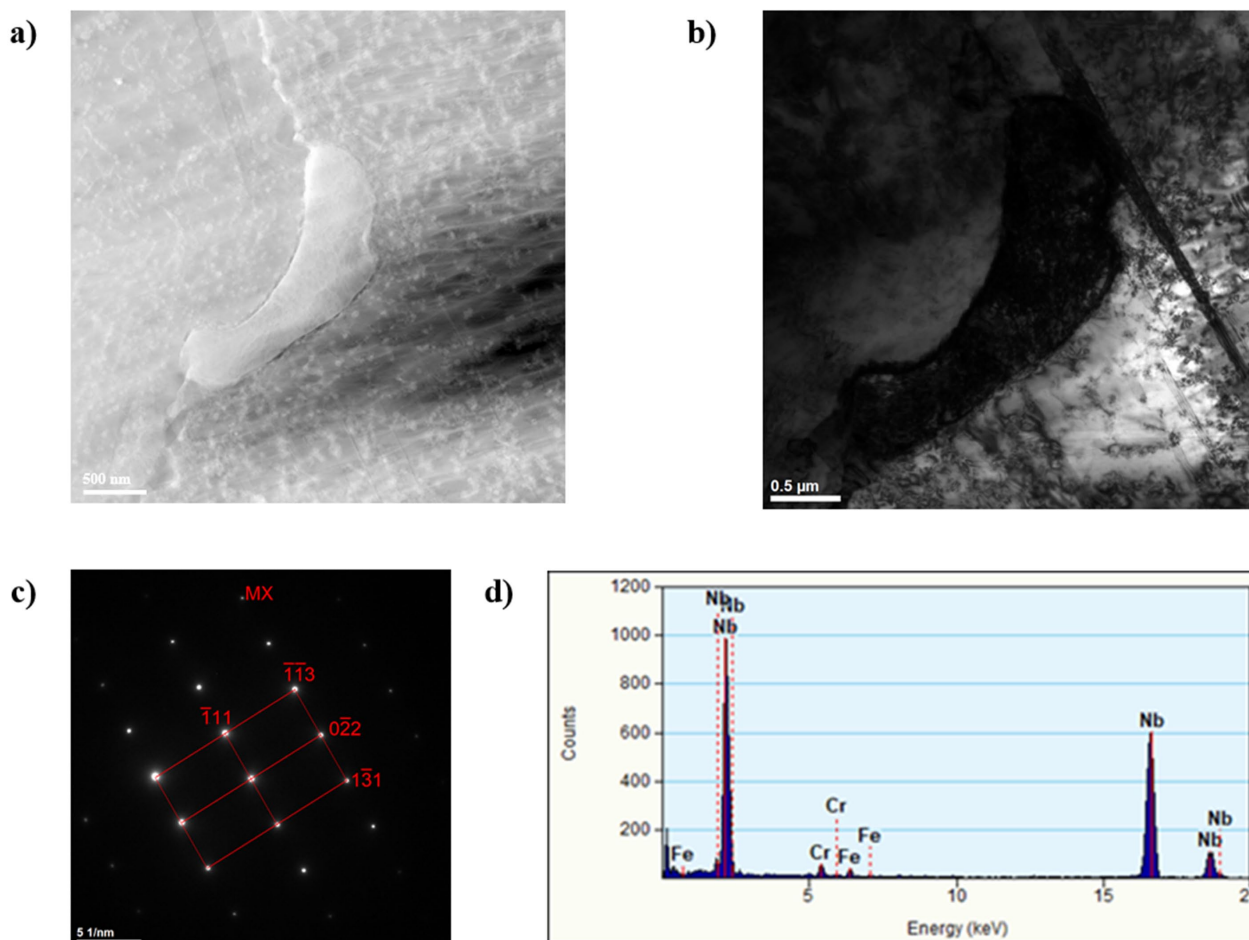 a)
b)
500 nm
0.5 μm
c)
MX
1̅1̅3
1̅11
02̅2
13̅1
5 1/nm
d)
1200
1000
800
600
400
200
Counts
Nb
Nb
Nb
Nb
Nb
Nb
Cr
Fe
Fe
Cr
Fe
5
10
15
2
Energy (keV)